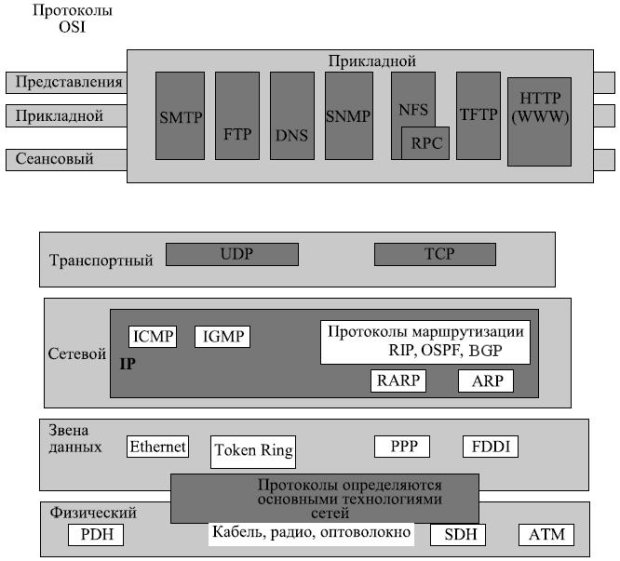 Протоколы
OSI
Прикладной
Представления
Прикладной
Сеансовый
SMTP
FTP
DNS
SNMP
NFS
RPC
TFTP
HTTP
(WWW)
Транспортный
UDP
TCP
Сетевой
ICMP
IGMP
IP
Протоколы маршрутизации
RIP, OSPF, BGP
RARP
ARP
Звена
данных
Ethernet
Token Ring
PPP
FDDI
Протоколы определяются
основными технологиями
сетей
Физический
PDH
Кабель, радио, оптоволокно
SDH
ATM